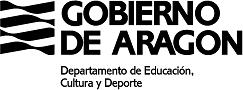 GOBIERNO
DE ARAGON
Departamento de Educación,
Cultura y Deporte